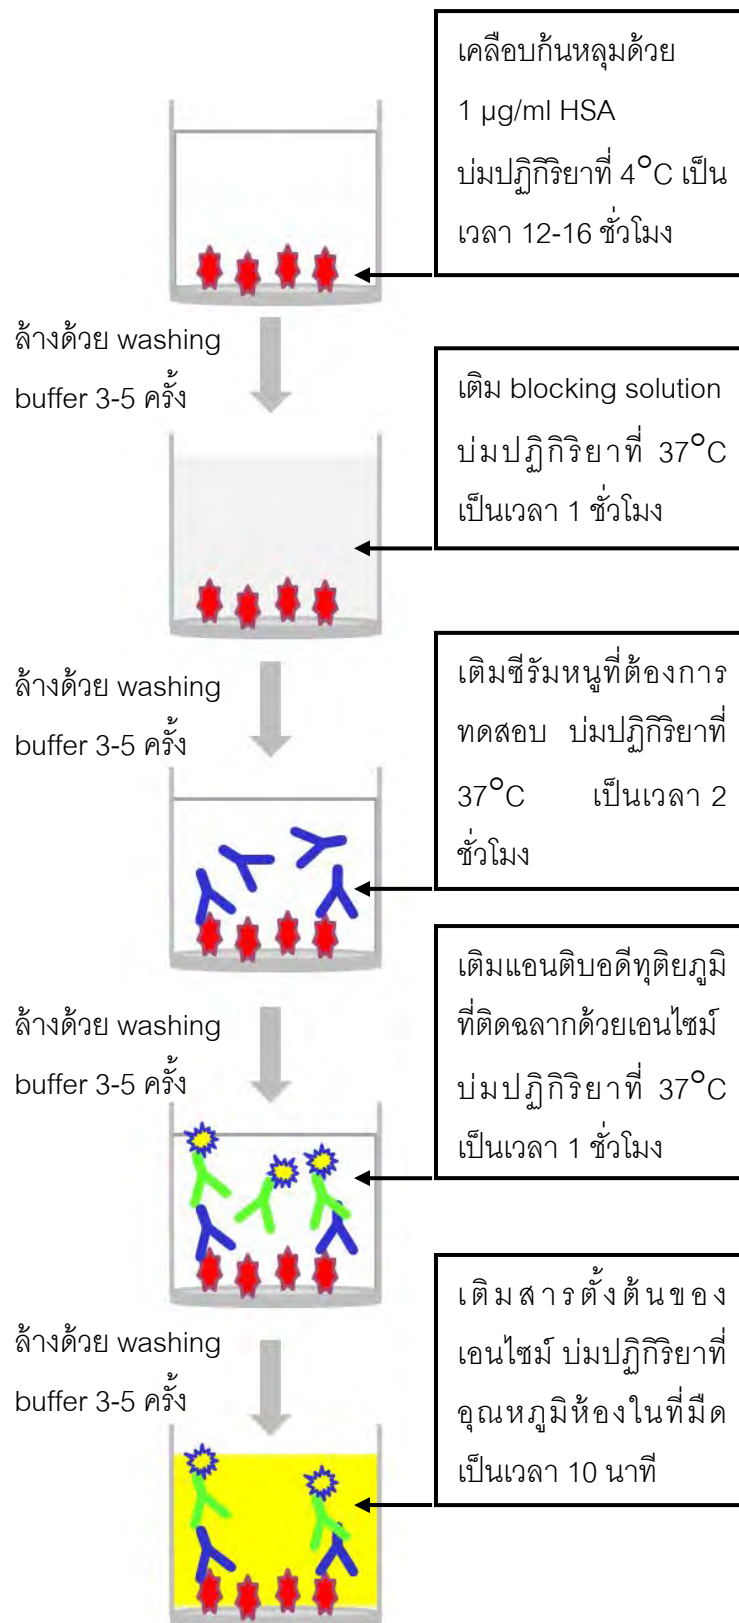 เคลือบก้นหลุมด้วย
1 µg/ml HSA
บ่มปฏิกิริยาที่ 4°C เป็น
เวลา 12-16 ชั่วโมง
ล้างด้วย washing
buffer 3-5 ครั้ง
เติม blocking solution
บ่มปฏิกิริยาที่ 37°C
เป็นเวลา 1 ชั่วโมง
ล้างด้วย washing
buffer 3-5 ครั้ง
เติมซีรัมหนูที่ต้องการ
ทดสอบ บ่มปฏิกิริยาที่
37°C เป็นเวลา 2
ชั่วโมง
ล้างด้วย washing
buffer 3-5 ครั้ง
เติมแอนติบอดีทุติยภูมิ
ที่ติดฉลากด้วยเอนไซม์
บ่มปฏิกิริยาที่ 37°C
เป็นเวลา 1 ชั่วโมง
ล้างด้วย washing
buffer 3-5 ครั้ง
เติมสารตั้งต้นของ
เอนไซม์ บ่มปฏิกิริยาที่
อุณหภูมิห้องในที่มืด
เป็นเวลา 10 นาที